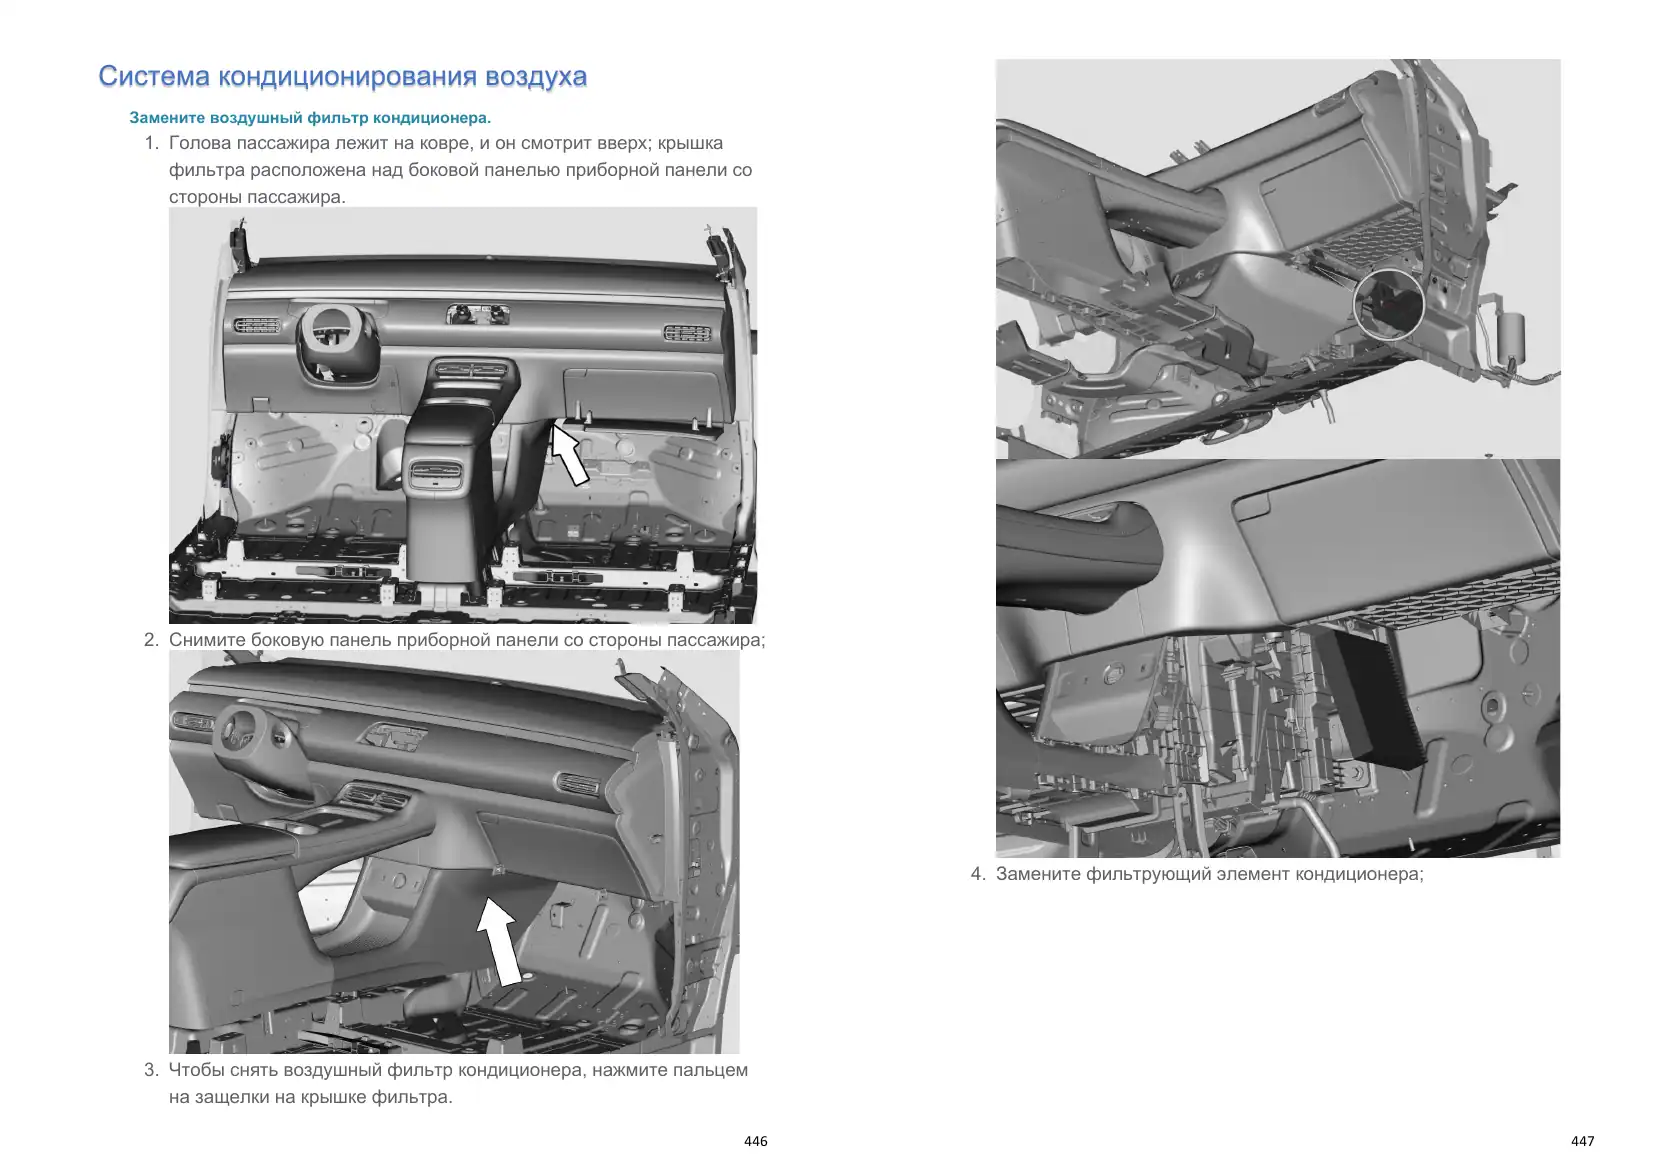 Система кондиционирования воздуха
Замените воздушный фильтр кондиционера.
1. Голова пассажира лежит на ковре, и он смотрит вверх; крышка
фильтра расположена над боковой панелью приборной панели со
стороны пассажира.
2. Снимите боковую панель приборной панели со стороны пассажира;
3. Чтобы снять воздушный фильтр кондиционера, нажмите пальцем
на защелки на крышке фильтра.
446
4. Замените фильтрующий элемент кондиционера;
447